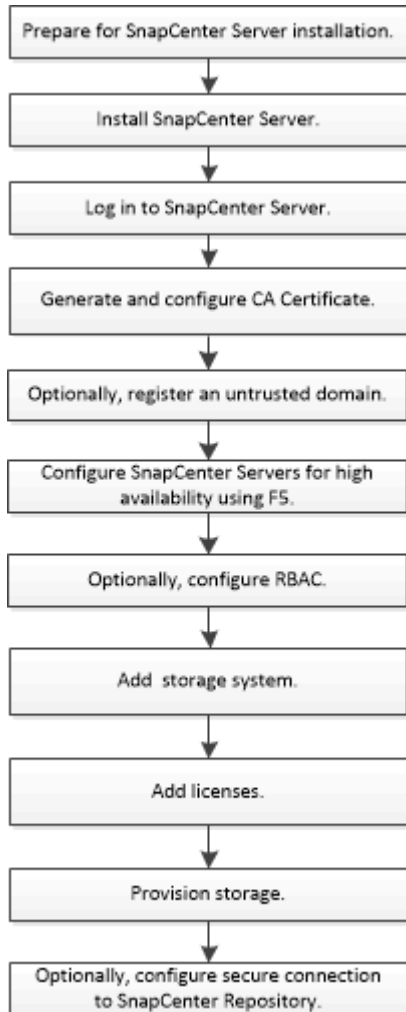 Prepare for SnapCenter Server installation.
Install SnapCenter Server.
Log in to SnapCenter Server.
Generate and configure CA Certificate.
Optionally, register an untrusted domain.
Configure SnapCenter Servers for high
availability using F5.
Optionally, configure RBAC.
Add storage system.
Add licenses.
Provision storage.
Optionally, configure secure connection
to SnapCenter Repository.